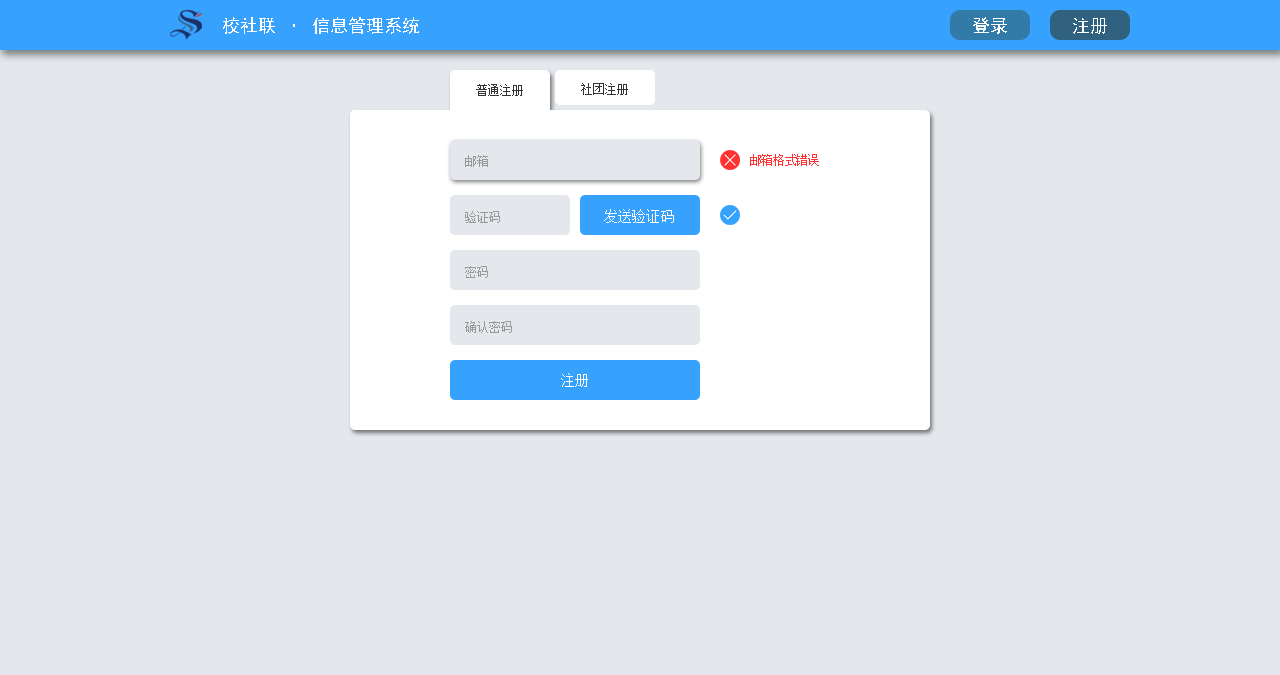 校社联 · 信息管理系统
登录
注册
普通注册
社团注册
邮箱
邮箱格式错误
验证码
发送验证码
密码
确认密码
注册